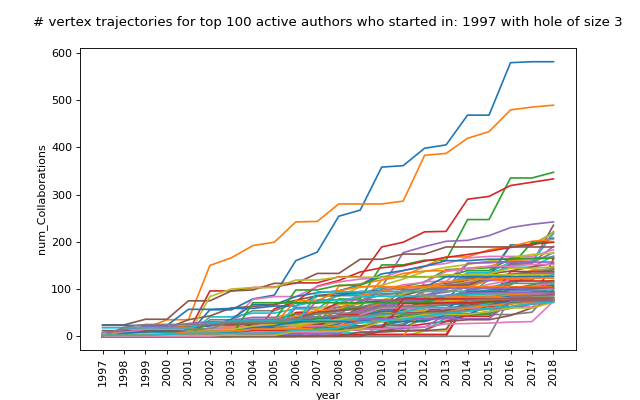 # vertex trajectories for top 100 active authors who started in: 1997 with hole of size 3
600
500
400
300
200
100
0
num_Collaborations
1997 1998 1999 2000 2001 2002 2003 2004 2005 2006 2007 2008 2009 2010 2011 2012 2013 2014 2015 2016 2017 2018
year